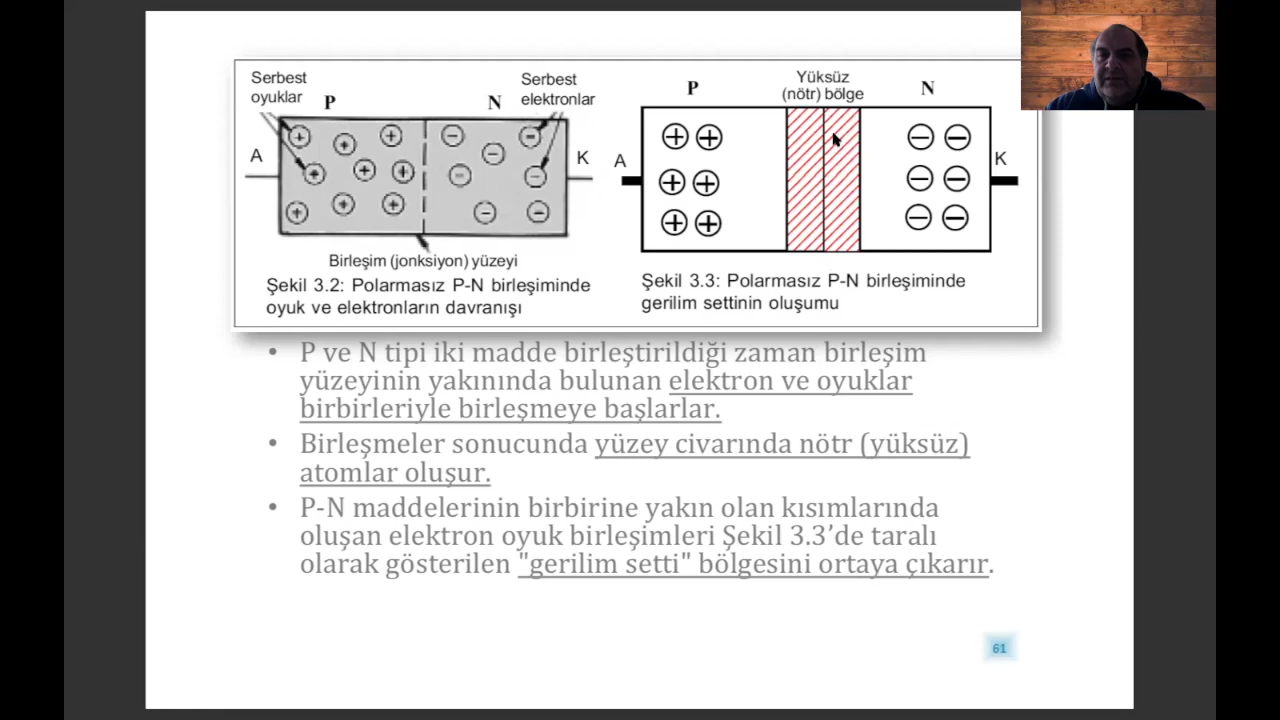 Serbest
oyuklar
P
N
Serbest
elektronlar
A
K
Birleşim (jonksiyon) yüzeyi
Şekil 3.2: Polarmasız P-N birleşiminde
oyuk ve elektronların davranışı
P
Yüksüz
(nötr) bölge
N
A
K
Şekil 3.3: Polarmasız P-N birleşiminde
gerilim settinin oluşumu
• P ve N tipi iki madde birleştirildiği zaman birleşim
yüzeyinin yakınında bulunan elektron ve oyuklar
birbirleriyle birleşmeye başlarlar.
• Birleşmeler sonucunda yüzey civarında nötr (yüksüz)
atomlar oluşur.
• P-N maddelerinin birbirine yakın olan kısımlarında
oluşan elektron oyuk birleşimleri Şekil 3.3’de taralı
olarak gösterilen "gerilim setti" bölgesini ortaya çıkarır.
61